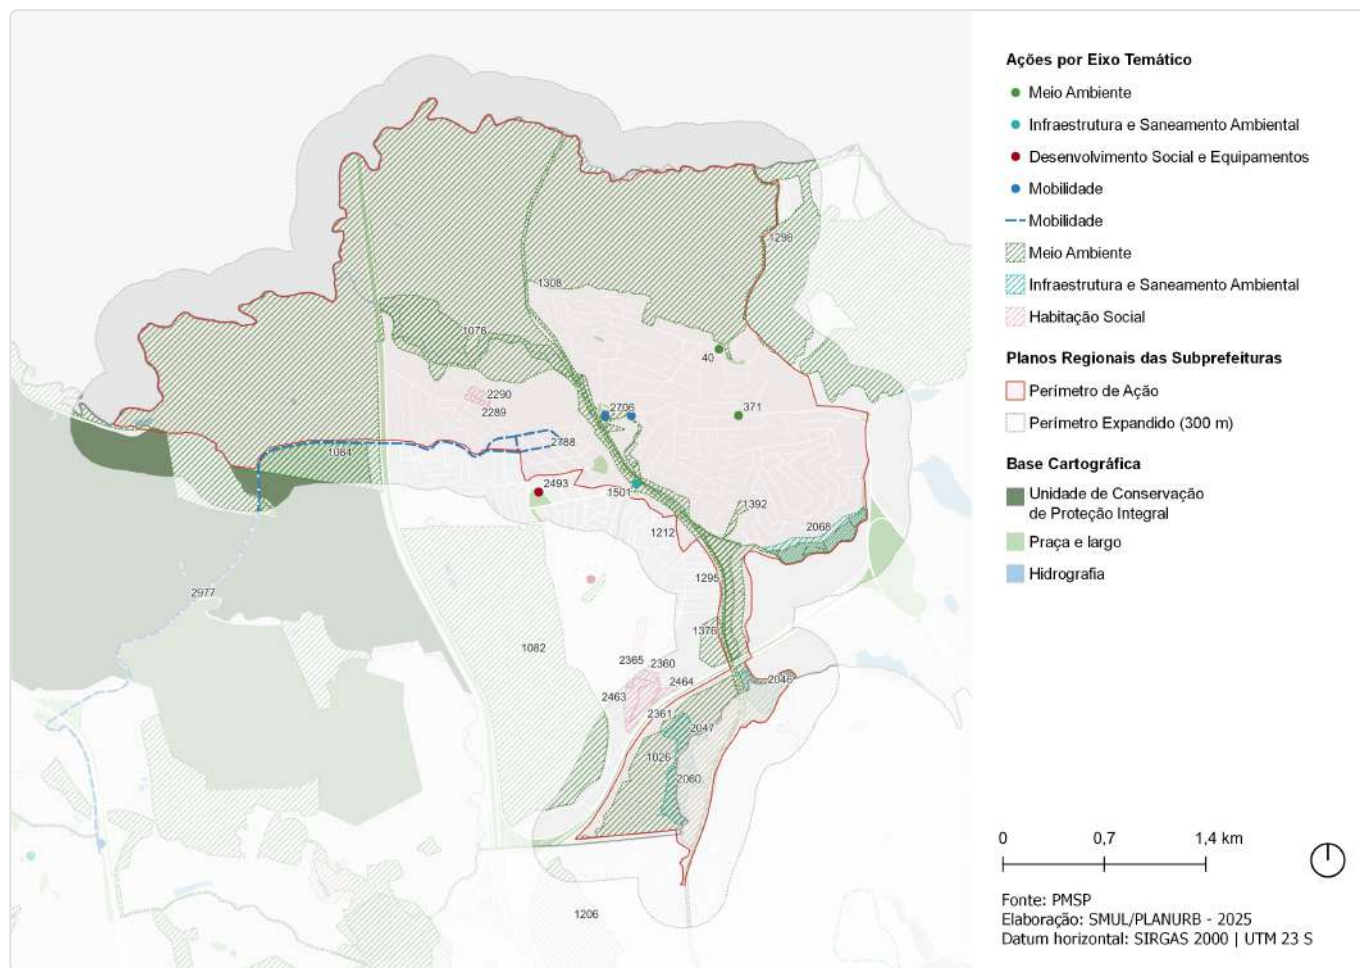 1299
1308
1076
40
2290
2706
371
2289
2788
1084
2493
1501
1392
2068
1212
1295
2977
1376
1082
2365
2360
2464
2046
2463
2361
2047
1026
2060
1206
Ações por Eixo Temático
Meio Ambiente
Infraestrutura e Saneamento Ambiental
Desenvolvimento Social e Equipamentos
Mobilidade
Mobilidade
Meio Ambiente
Infraestrutura e Saneamento Ambiental
Habitação Social
Planos Regionais das Subprefeituras
Perímetro de Ação
Perímetro Expandido (300 m)
Base Cartográfica
Unidade de Conservação
de Proteção Integral
Praça e largo
Hidrografia
0 0,7 1,4 km
Fonte: PMSP
Elaboração: SMUL/PLANURB - 2025
Datum horizontal: SIRGAS 2000 | UTM 23 S